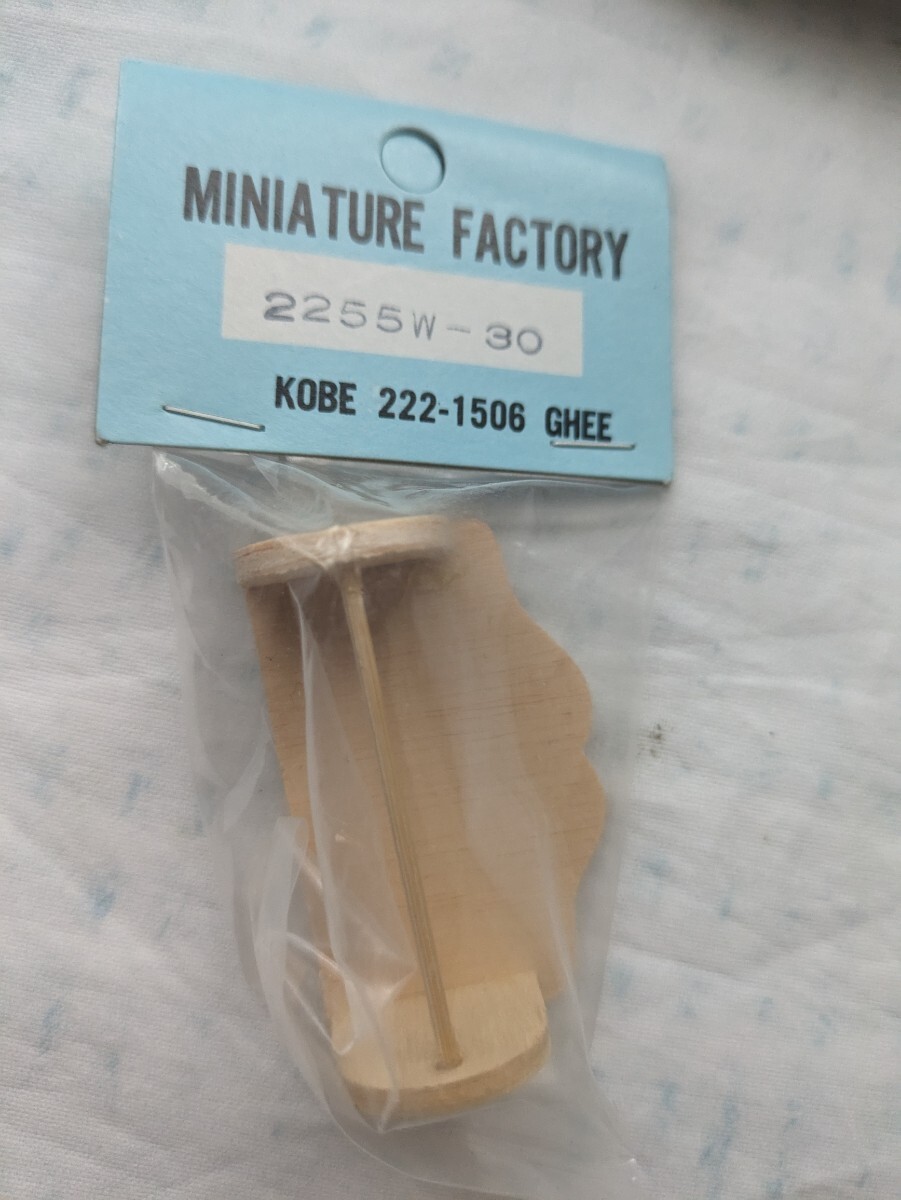 MINIATURE FACTORY
2255W-30
KOBE 222-1506 GHEE